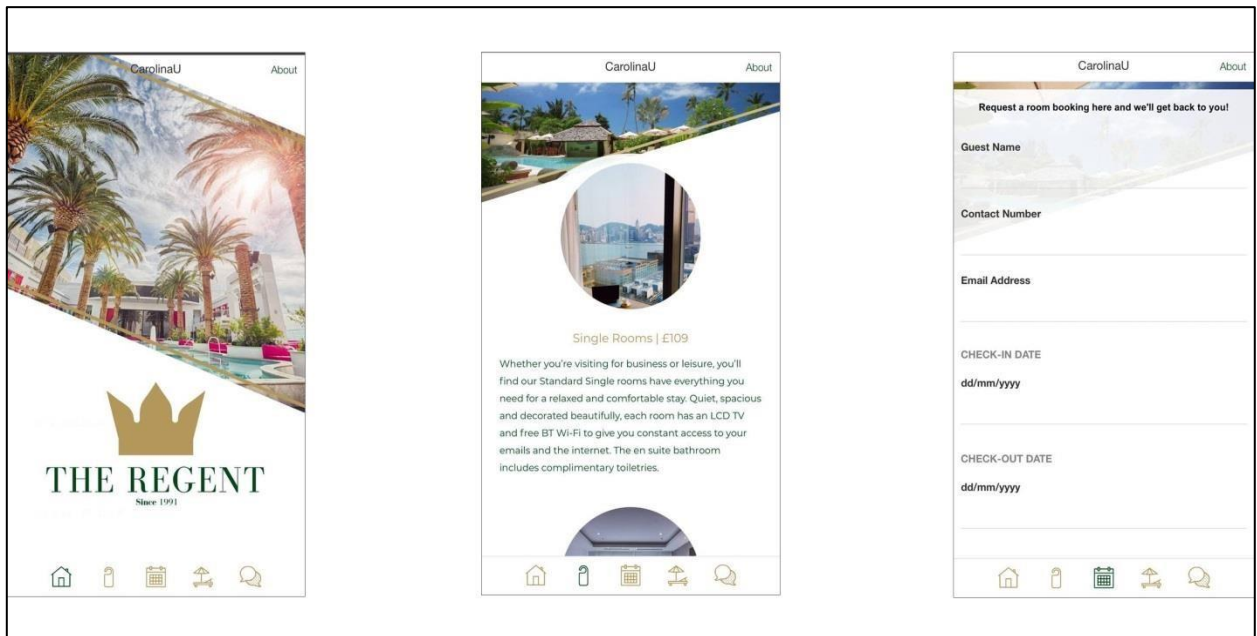 CarolinaU
About
THE REGENT
Since 1991
CarolinaU
About
Single Rooms | £109
Whether you're visiting for business or leisure, you'll
find our Standard Single rooms have everything you
need for a relaxed and comfortable stay. Quiet, spacious
and decorated beautifully, each room has an LCD TV
and free BT Wi-Fi to give you constant access to your
emails and the internet. The en suite bathroom
includes complimentary toiletries.
CarolinaU
About
Request a room booking here and we'll get back to you!
Guest Name
Contact Number
Email Address
CHECK-IN DATE
dd/mm/yyyy
CHECK-OUT DATE
dd/mm/yyyy